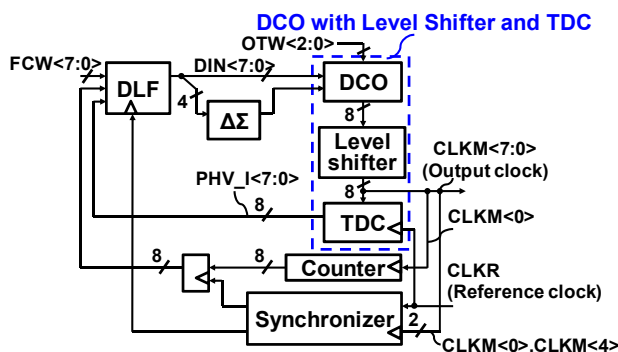 DCO with Level Shifter and TDC
OTW<2:0>
FCW<7:0>
DIN<7:0>
DLF
DCO
4
ΔΣ
8
Level
shifter
CLKM<7:0>
(Output clock)
PHV_I<7:0>
8
8
TDC
CLKM<0>
8
8
Counter
CLKR
(Reference clock)
Synchronizer
2
CLKM<0>,CLKM<4>